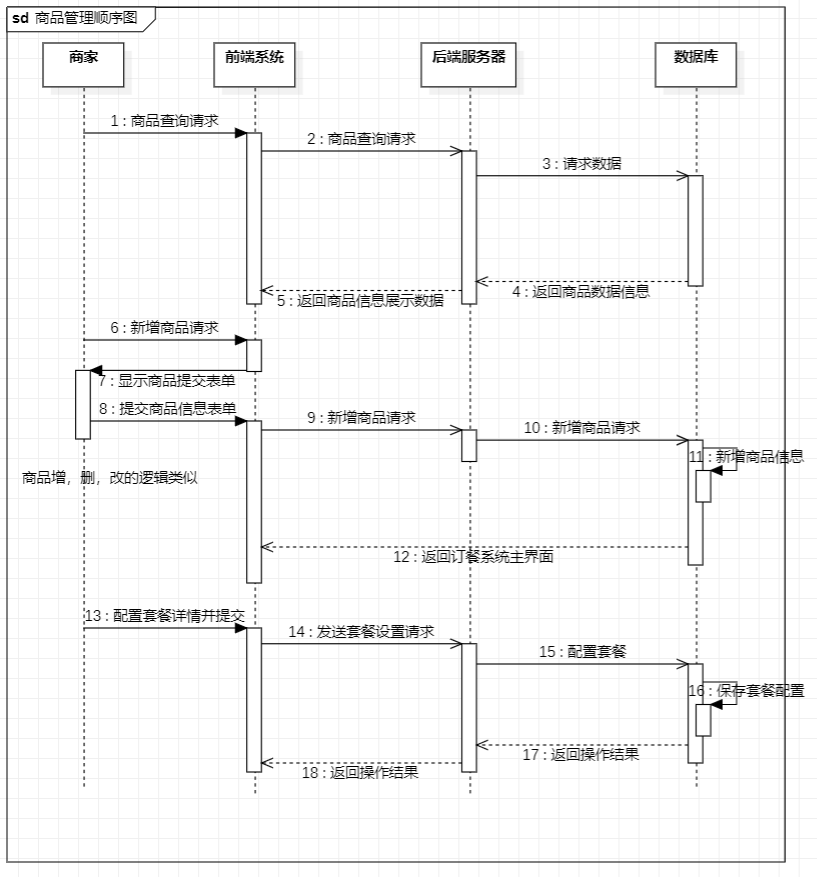 sd 商品管理顺序图
商家
前端系统
后端服务器
数据库
1 : 商品查询请求
2 : 商品查询请求
3 : 请求数据
4 : 返回商品数据信息
5 : 返回商品信息展示数据
6 : 新增商品请求
7 : 显示商品提交表单
8 : 提交商品信息表单
9 : 新增商品请求
10 : 新增商品请求
11 : 新增商品信息
商品增，删，改的逻辑类似
12 : 返回订餐系统主界面
13 : 配置套餐详情并提交
14 : 发送套餐设置请求
15 : 配置套餐
16 : 保存套餐配置
17 : 返回操作结果
18 : 返回操作结果